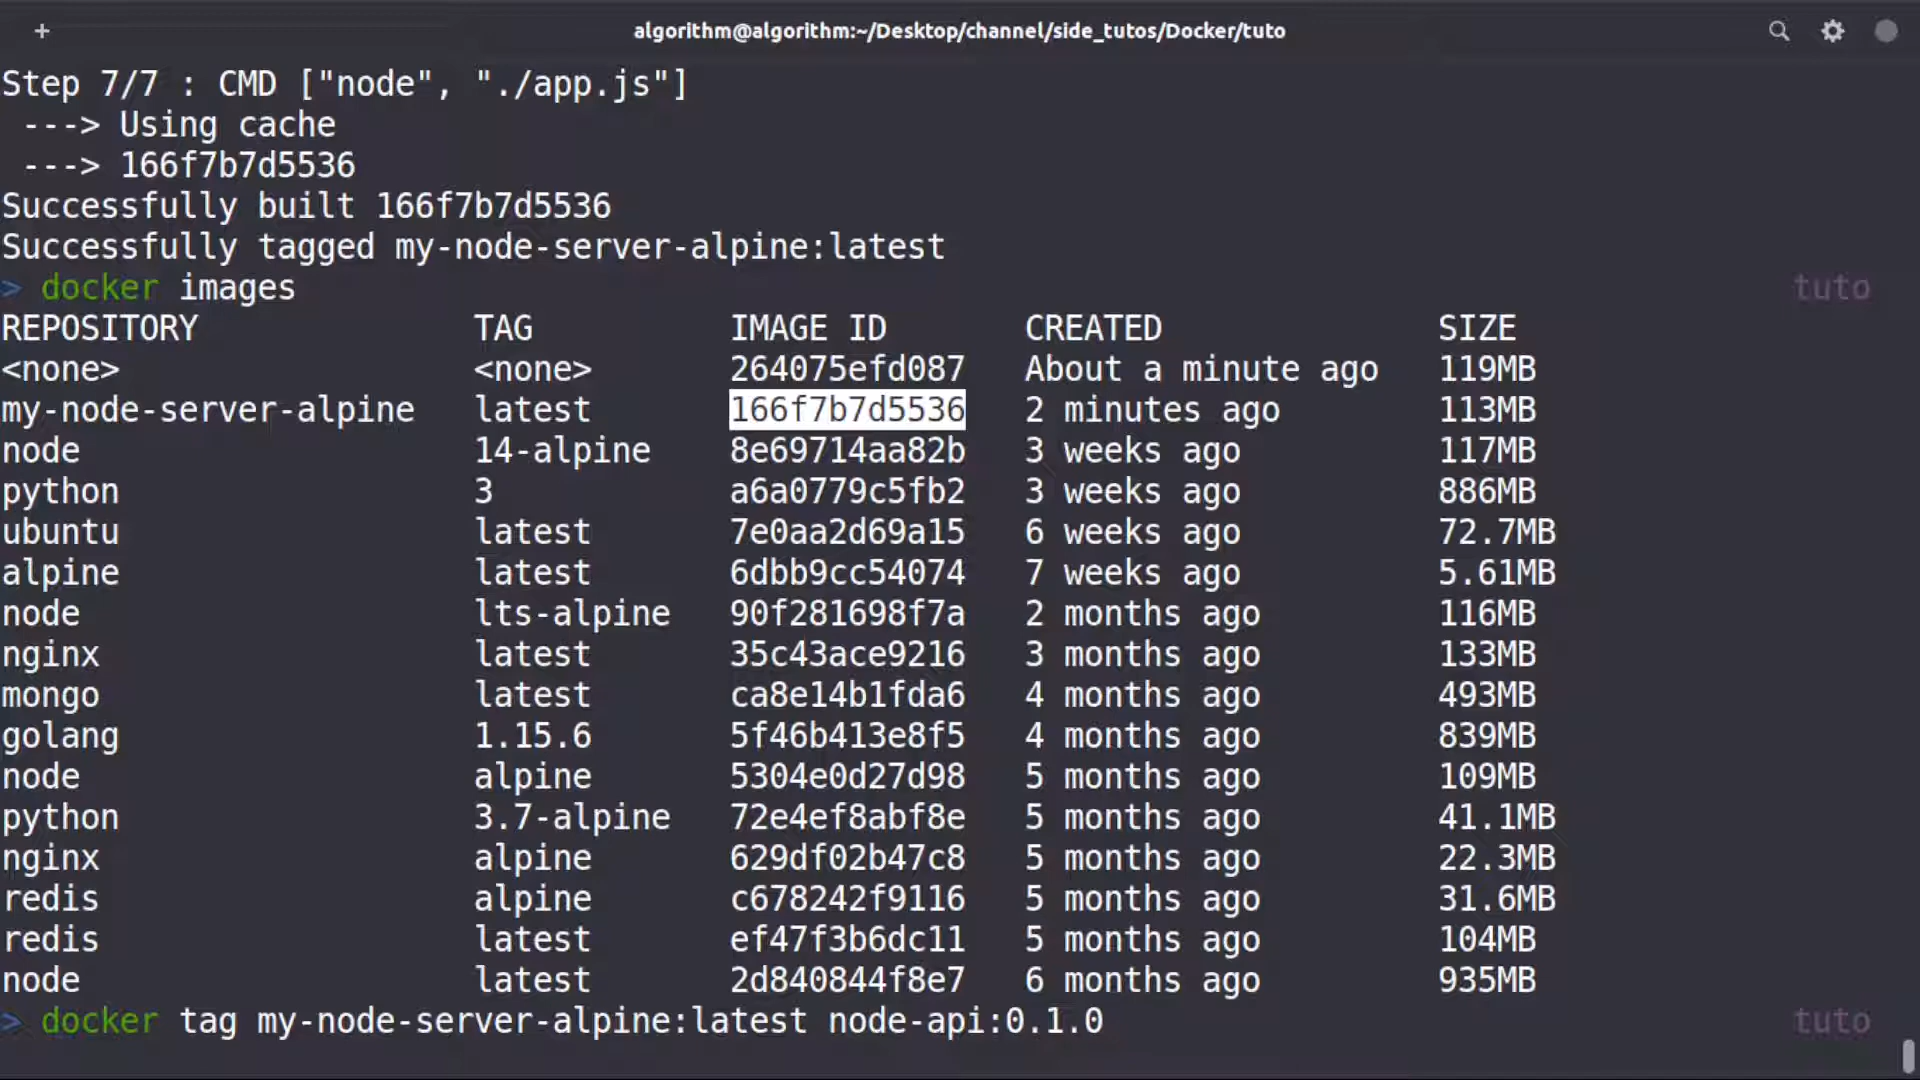 + algorithm@algorithm:~/Desktop/channel/side_tutos/Docker/tuto
Step 7/7 : CMD ["node", "./app.js"]
 ---> Using cache
 ---> 166f7b7d5536
Successfully built 166f7b7d5536
Successfully tagged my-node-server-alpine:latest
> docker images tuto
REPOSITORY TAG IMAGE ID CREATED SIZE
<none> <none> 264075efd087 About a minute ago 119MB
my-node-server-alpine latest 166f7b7d5536 2 minutes ago 113MB
node 14-alpine 8e69714aa82b 3 weeks ago 117MB
python 3 a6a0779c5fb2 3 weeks ago 886MB
ubuntu latest 7e0aa2d69a15 6 weeks ago 72.7MB
alpine latest 6dbb9cc54074 7 weeks ago 5.61MB
node lts-alpine 90f281698f7a 2 months ago 116MB
nginx latest 35c43ace9216 3 months ago 133MB
mongo latest ca8e14b1fda6 4 months ago 493MB
golang 1.15.6 5f46b413e8f5 4 months ago 839MB
node alpine 5304e0d27d98 5 months ago 109MB
python 3.7-alpine 72e4ef8abf8e 5 months ago 41.1MB
nginx alpine 629df02b47c8 5 months ago 22.3MB
redis alpine c678242f9116 5 months ago 31.6MB
redis latest ef47f3b6dc11 5 months ago 104MB
node latest 2d840844f8e7 6 months ago 935MB
> docker tag my-node-server-alpine:latest node-api:0.1.0 tuto